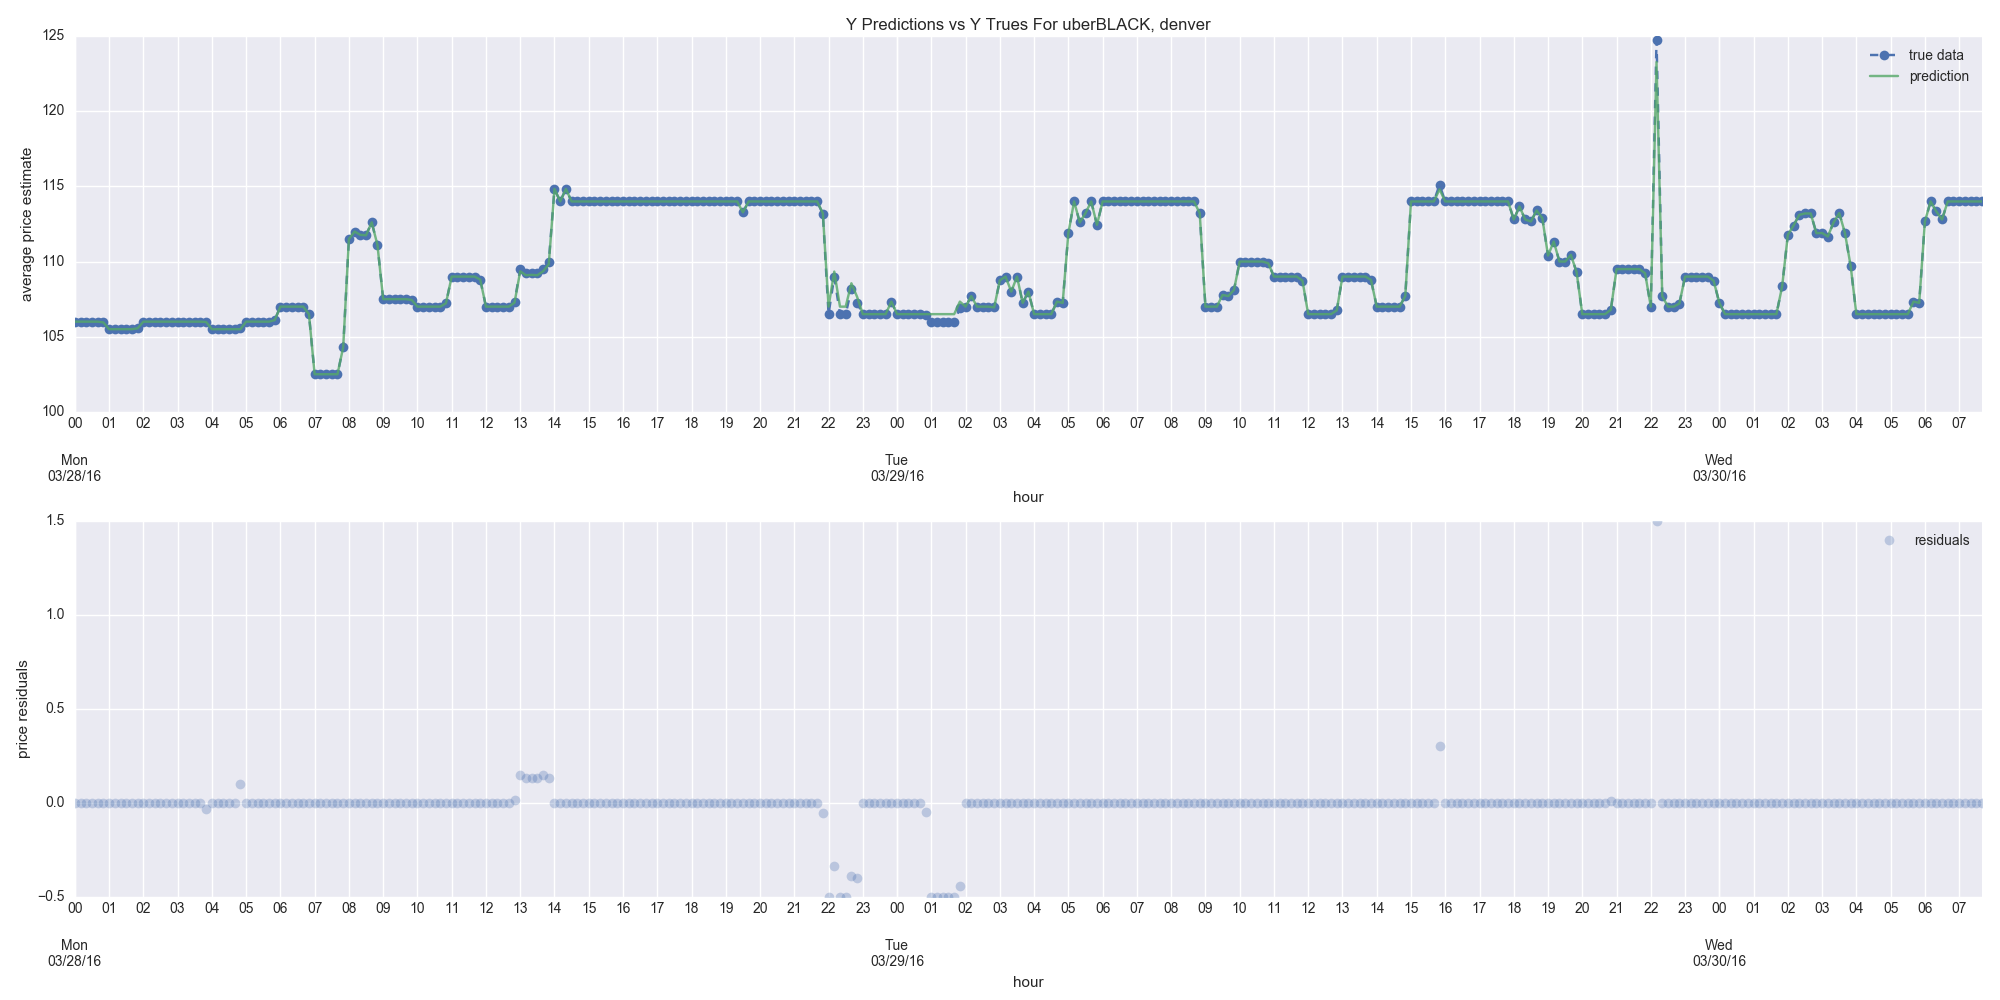 Y Predictions vs Y Trues For uberBLACK, denver
125
120
115
110
105
100
average price estimate
true data
prediction
00 01 02 03 04 05 06 07 08 09 10 11 12 13 14 15 16 17 18 19 20 21 22 23 00 01 02 03 04 05 06 07 08 09 10 11 12 13 14 15 16 17 18 19 20 21 22 23 00 01 02 03 04 05 06 07
Mon Tue Wed
03/28/16 03/29/16 03/30/16
hour
1.5
1.0
0.5
0.0
−0.5
price residuals
residuals
00 01 02 03 04 05 06 07 08 09 10 11 12 13 14 15 16 17 18 19 20 21 22 23 00 01 02 03 04 05 06 07 08 09 10 11 12 13 14 15 16 17 18 19 20 21 22 23 00 01 02 03 04 05 06 07
Mon Tue Wed
03/28/16 03/29/16 03/30/16
hour